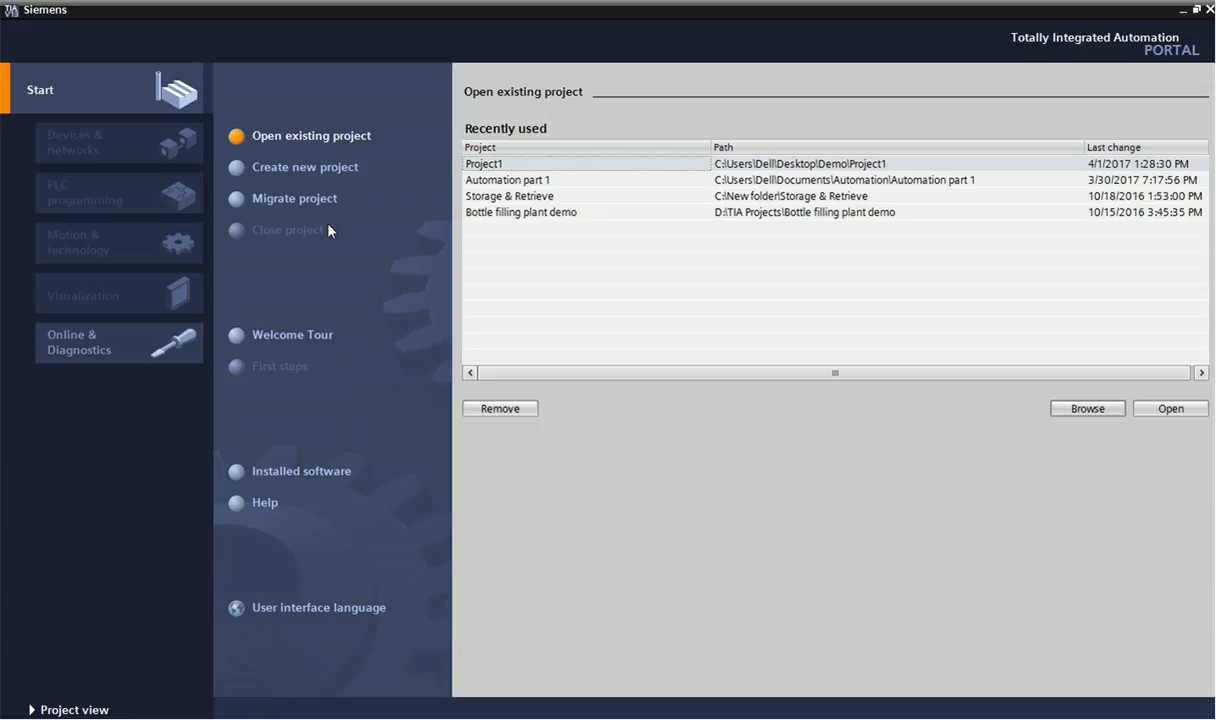 TIA V13 Siemens
Totally Integrated Automation
PORTAL
Start
Devices &
networks
PLC
programming
Motion &
technology
Visualization
Online &
Diagnostics
Open existing project
Create new project
Migrate project
Close project
Welcome Tour
First steps
Installed software
Help
User interface language
Open existing project
Recently used
Project Path Last change
Project1 C:\Users\Dell\Desktop\Demo\Project1 4/1/2017 1:28:30 PM
Automation part 1 C:\Users\Dell\Documents\Automation\Automation part 1 3/30/2017 7:17:56 PM
Storage & Retrieve C:\New folder\Storage & Retrieve 10/18/2016 1:53:00 PM
Bottle filling plant demo D:\TIA Projects\Bottle filling plant demo 10/15/2016 3:45:35 PM
Remove Browse Open
Project view